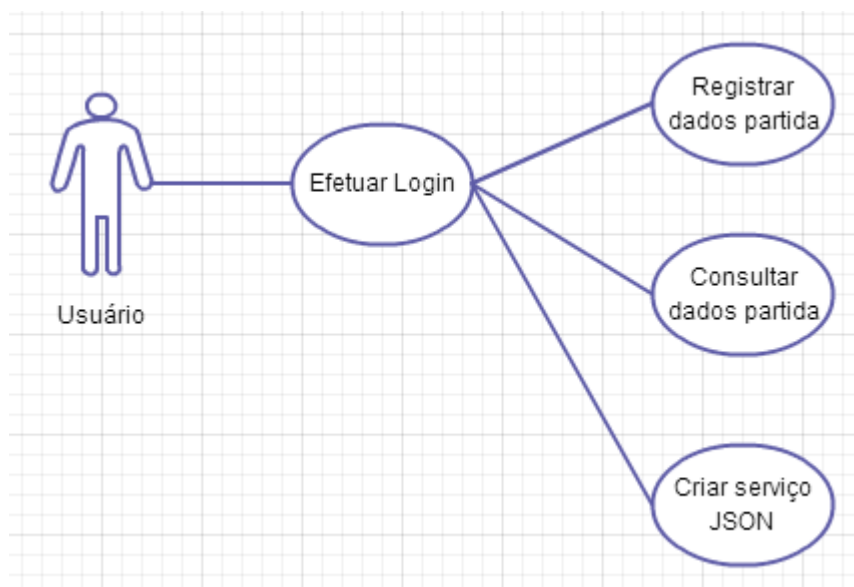 Usuário
Efetuar Login
Registrar
dados partida
Consultar
dados partida
Criar serviço
JSON